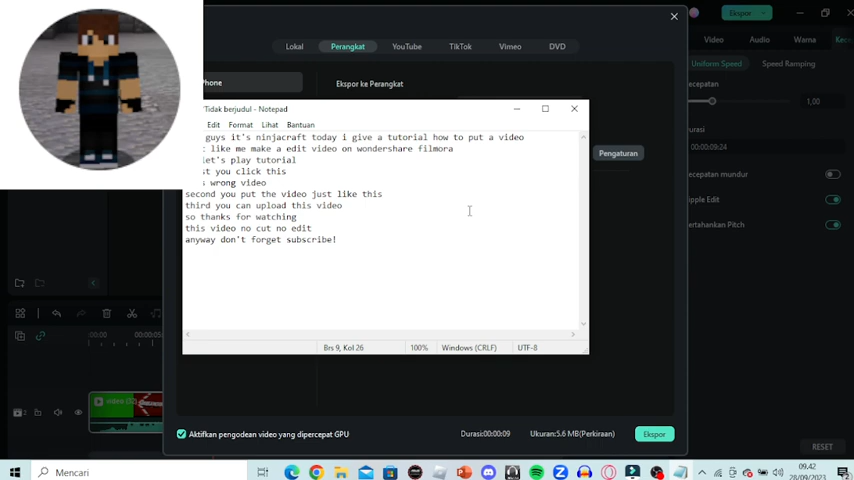 Ekspor
Video
Audio
Warna
Lokal
Perangkat
YouTube
TikTok
Vimeo
DVD
Uniform Speed
Speed Ramping
Ekspor ke Perangkat
1,00
00:00:09:24
Tidak berjudul - Notepad
Edit Format Lihat Bantuan
guys it's ninjacraft today i give a tutorial how to put a video
like me make a edit video on wondershare filmora
let's play tutorial
you click this
wrong video
second you put the video just like this
third you can upload this video
so thanks for watching
this video no cut no edit
anyway don't forget subscribe!
Pengaturan
mundur
Edit
Pitch
Brs 9, Kol 26
100%
Windows (CRLF)
UTF-8
Aktifkan pengodean video yang dipercepat GPU
Durasi:00:00:09
Ukuran:5.6 MB(Perkiraan)
Ekspor
RESET
Mencari
09.42
28/09/2023